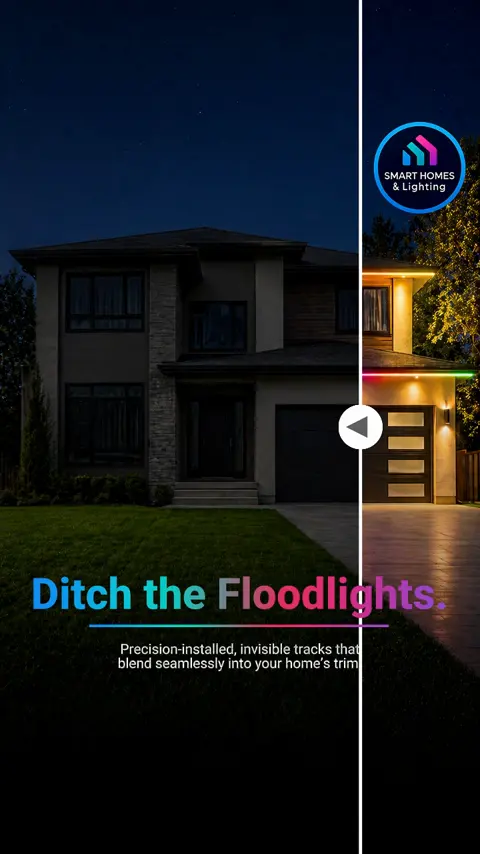 SMART HOMES
& Lighting
Ditch the Floodlights.
Precision-installed, invisible tracks that
blend seamlessly into your home's trim